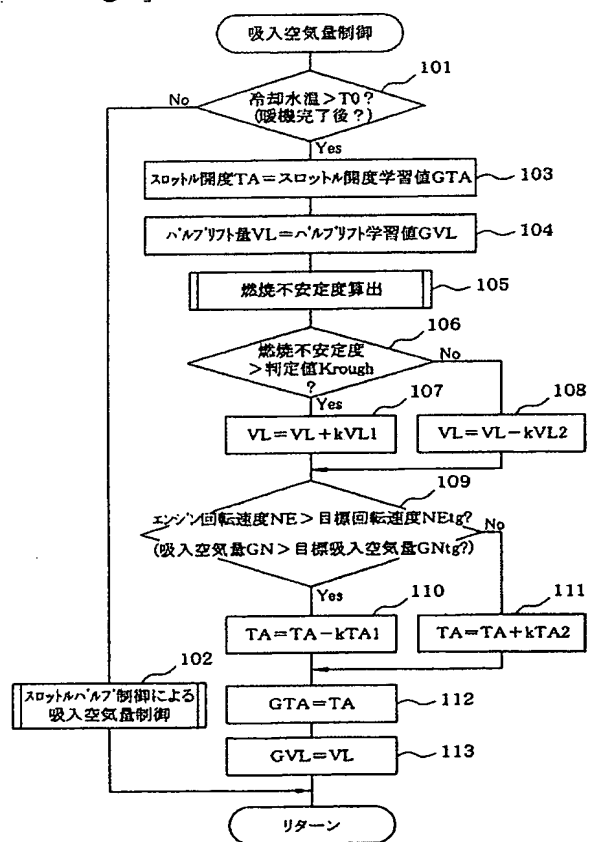 吸入空気量制御
101
冷却水温>T0?
(暖機完了後?)
No
Yes
スロットル開度TA=スロットル開度学習値GTA
103
バルブリフト量VL=バルブリフト学習値GVL
104
燃焼不安定度算出
105
106
燃焼不安定度
>判定値Krough
?
No
Yes
107
VL=VL+kVL1
108
VL=VL-kVL2
109
エンジン回転速度NE>目標回転速度NEtg?
(吸入空気量GN>目標吸入空気量GNtg?)
No
Yes
110
TA=TA-kTA1
111
TA=TA+kTA2
102
スロットルバルブ制御による
吸入空気量制御
GTA=TA
112
GVL=VL
113
リターン